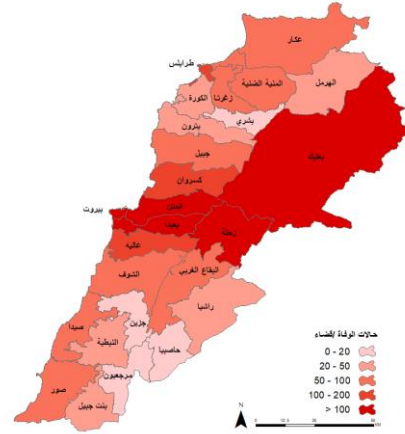 عكار
طرابلس
المنية الضنية
زغرتا
الهرمل
الكورة
بشري
بترون
بعلبك
جبيل
كسروان
المتن
بيروت
بعبدا
زحلة
عاليه
الشوف
البقاع الغربي
راشيا
جزين
صيدا
النبطية
حاصبيا
مرجعيون
صور
بنت جبيل
حالات الوفاة /قضاء
0 - 20
20 - 50
50 - 100
100 - 200
> 100
N